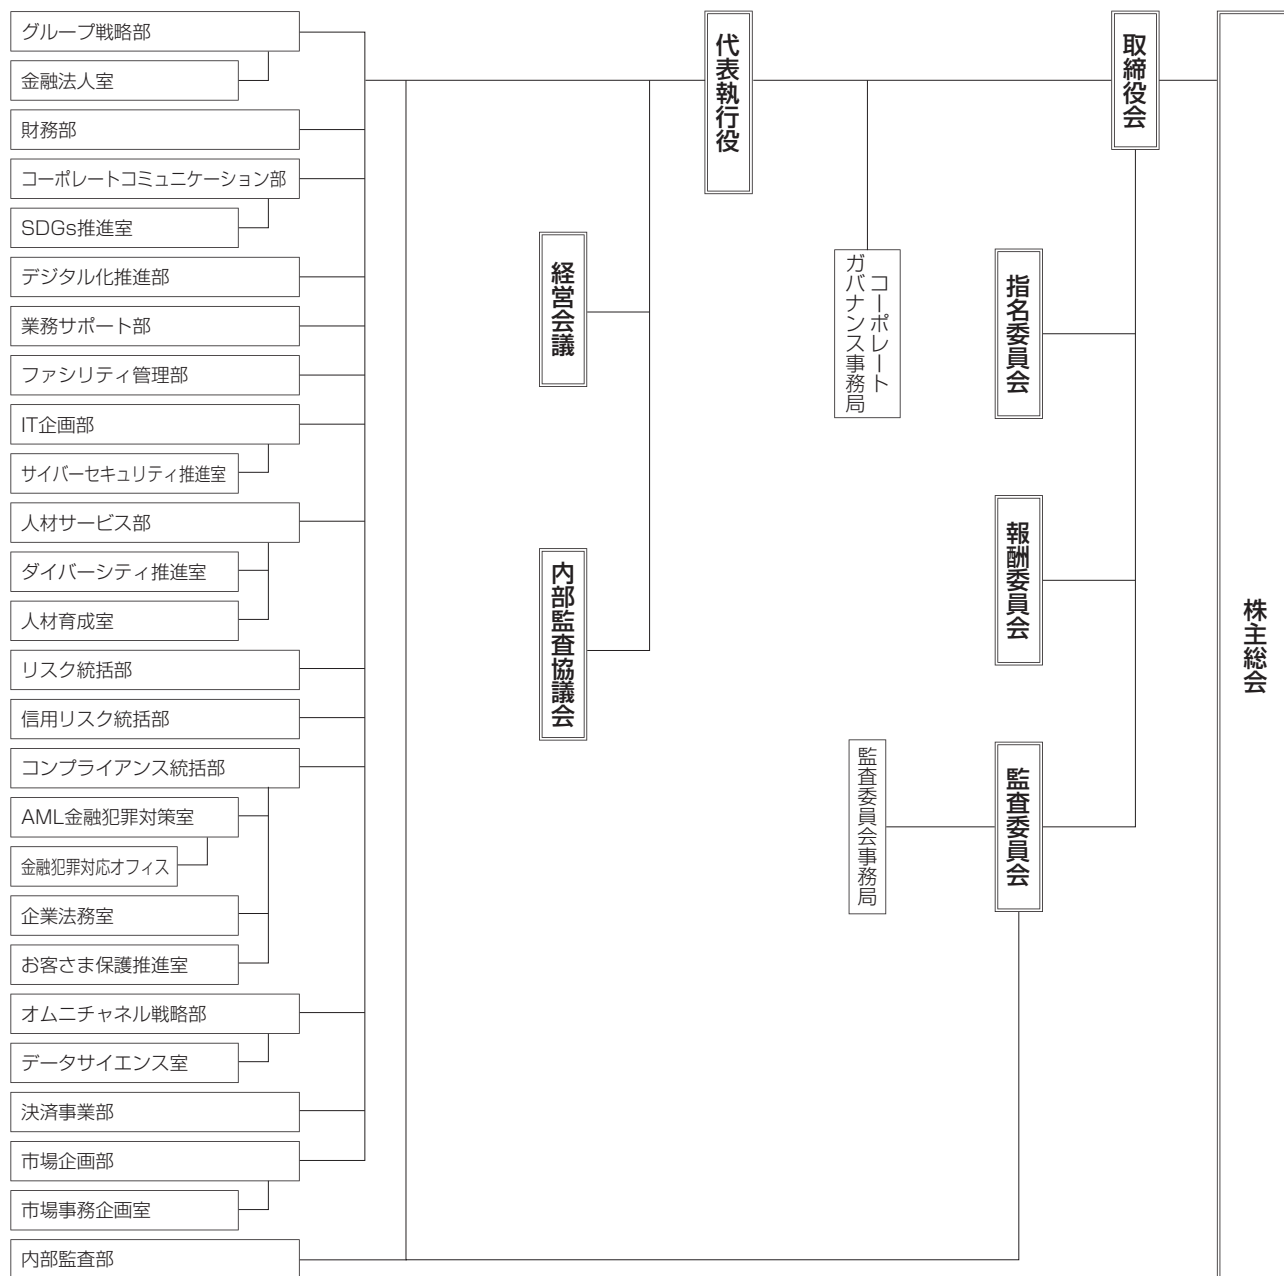 グループ戦略部
金融法人室
財務部
コーポレートコミュニケーション部
SDGs推進室
デジタル化推進部
業務サポート部
ファシリティ管理部
IT企画部
サイバーセキュリティ推進室
人材サービス部
ダイバーシティ推進室
人材育成室
リスク統括部
信用リスク統括部
コンプライアンス統括部
AML金融犯罪対策室
金融犯罪対応オフィス
企業法務室
お客さま保護推進室
オムニチャネル戦略部
データサイエンス室
決済事業部
市場企画部
市場事務企画室
内部監査部
経営会議
内部監査協議会
代表執行役
コーポレート
ガバナンス事務局
監査委員会事務局
指名委員会
報酬委員会
監査委員会
取締役会
株主総会